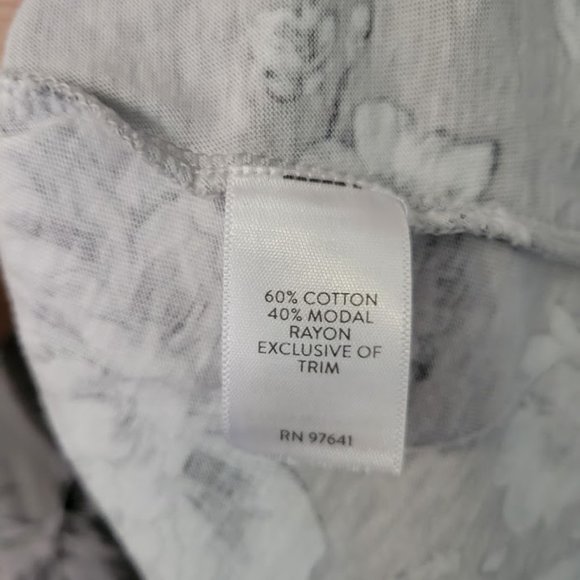 60% COTTON
40% MODAL
RAYON
EXCLUSIVE OF
TRIM
RN 97641